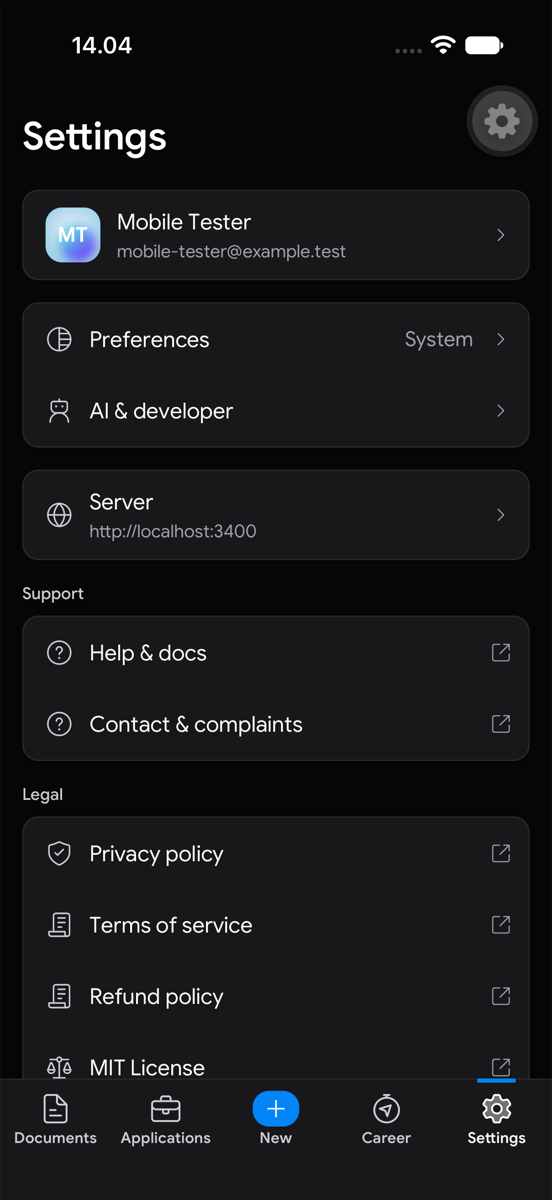 14.04
Settings
MT
Mobile Tester
mobile-tester@example.test
Preferences
System
AI & developer
Server
http://localhost:3400
Support
Help & docs
Contact & complaints
Legal
Privacy policy
Terms of service
Refund policy
MIT License
Documents
Applications
New
Career
Settings